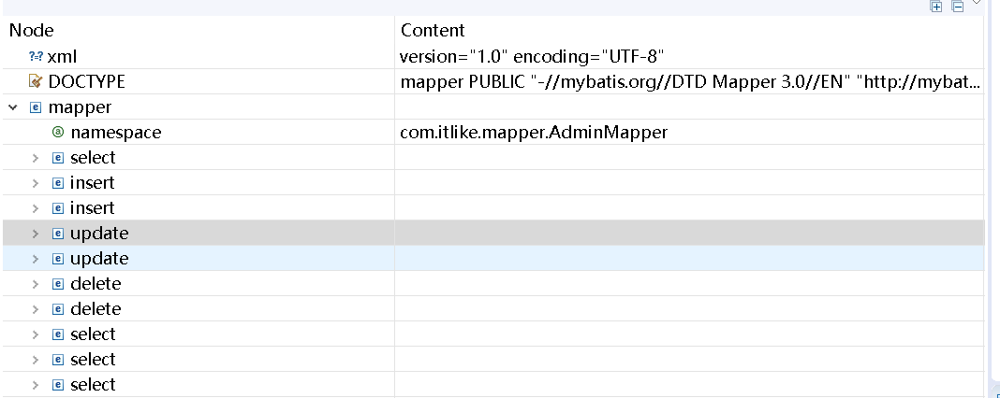 Node Content
xml version="1.0" encoding="UTF-8"
DOCTYPE mapper PUBLIC "-//mybatis.org//DTD Mapper 3.0//EN" "http://mybat...
mapper
namespace com.itlike.mapper.AdminMapper
select
insert
insert
update
update
delete
delete
select
select
select